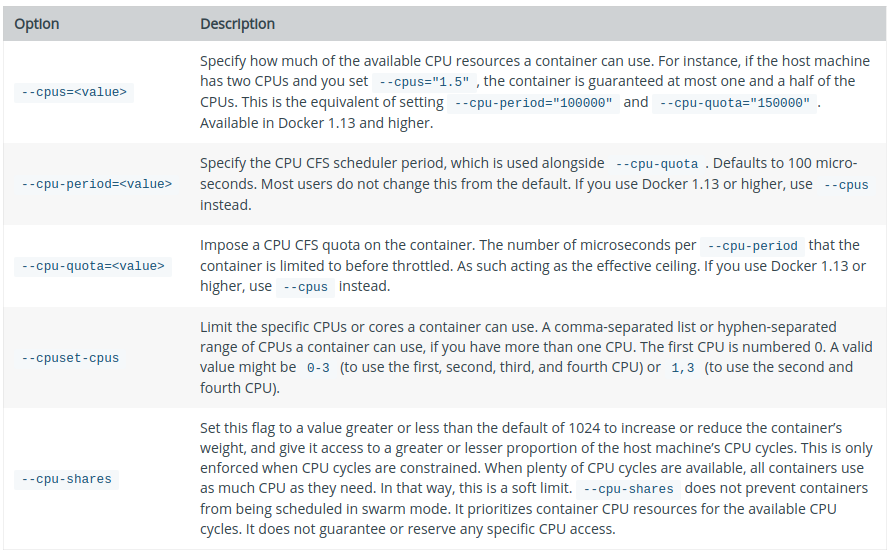 Option Description
Specify how much of the available CPU resources a container can use. For instance, if the host machine
has two CPUs and you set --cpus="1.5" , the container is guaranteed at most one and a half of the
--cpus=<value>
CPUs. This is the equivalent of setting --cpu-period="100000" and --cpu-quota="150000" .
Available in Docker 1.13 and higher.
Specify the CPU CFS scheduler period, which is used alongside --cpu-quota . Defaults to 100 micro-
--cpu-period=<value> seconds. Most users do not change this from the default. If you use Docker 1.13 or higher, use --cpus
instead.
Impose a CPU CFS quota on the container. The number of microseconds per --cpu-period that the
--cpu-quota=<value> container is limited to before throttled. As such acting as the effective ceiling. If you use Docker 1.13 or
higher, use --cpus instead.
Limit the specific CPUs or cores a container can use. A comma-separated list or hyphen-separated
range of CPUs a container can use, if you have more than one CPU. The first CPU is numbered 0. A valid
--cpuset-cpus
value might be 0-3 (to use the first, second, third, and fourth CPU) or 1,3 (to use the second and
fourth CPU).
Set this flag to a value greater or less than the default of 1024 to increase or reduce the container’s
weight, and give it access to a greater or lesser proportion of the host machine’s CPU cycles. This is only
enforced when CPU cycles are constrained. When plenty of CPU cycles are available, all containers use
--cpu-shares
as much CPU as they need. In that way, this is a soft limit. --cpu-shares does not prevent containers
from being scheduled in swarm mode. It prioritizes container CPU resources for the available CPU
cycles. It does not guarantee or reserve any specific CPU access.